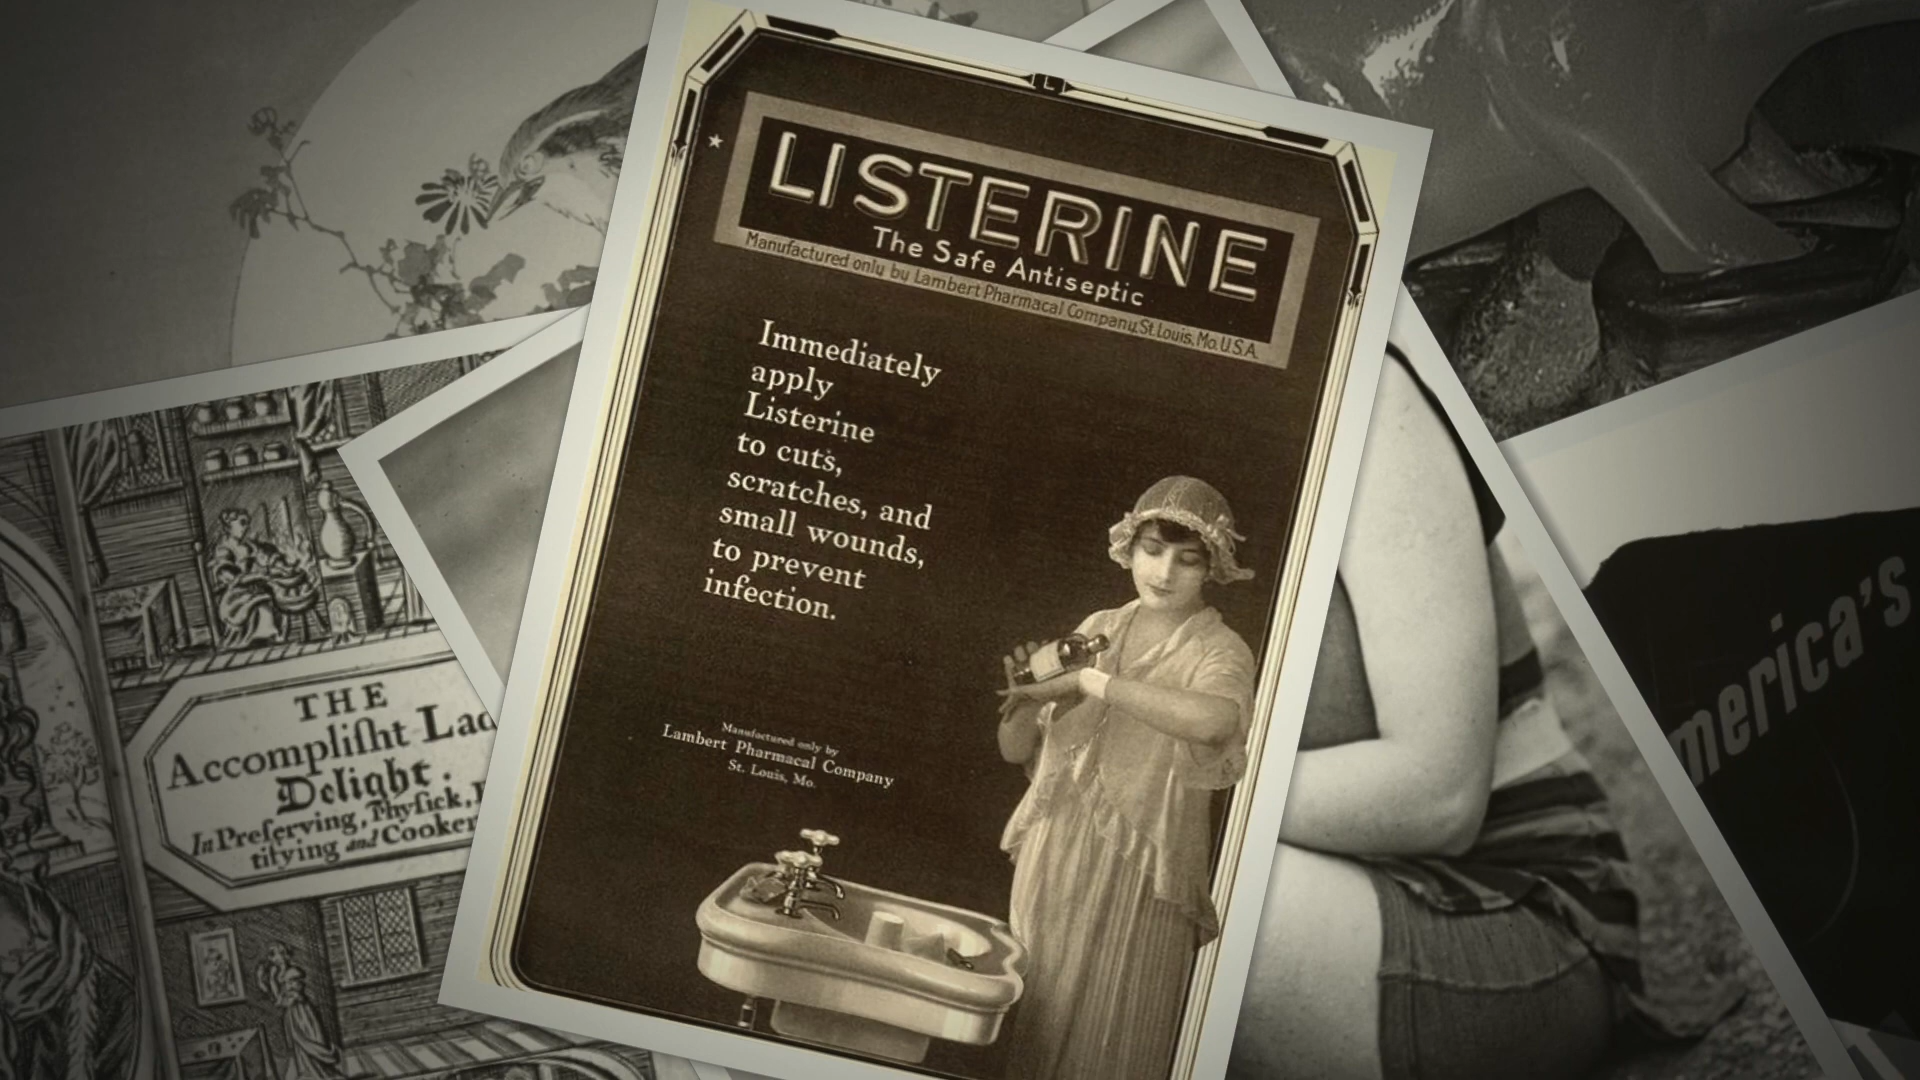 L
LISTERINE
The Safe Antiseptic
Manufactured only by Lambert Pharmacal Company, St. Louis, Mo. U.S.A.
Immediately
apply
Listerine
to cuts,
scratches, and
small wounds,
to prevent
infection.
Manufactured only by
Lambert Pharmacal Company
St. Louis, Mo.
THE
Accompliſht Lad
Delight.
In Preſerving, Phyſick,
titying and Cooker
merica's